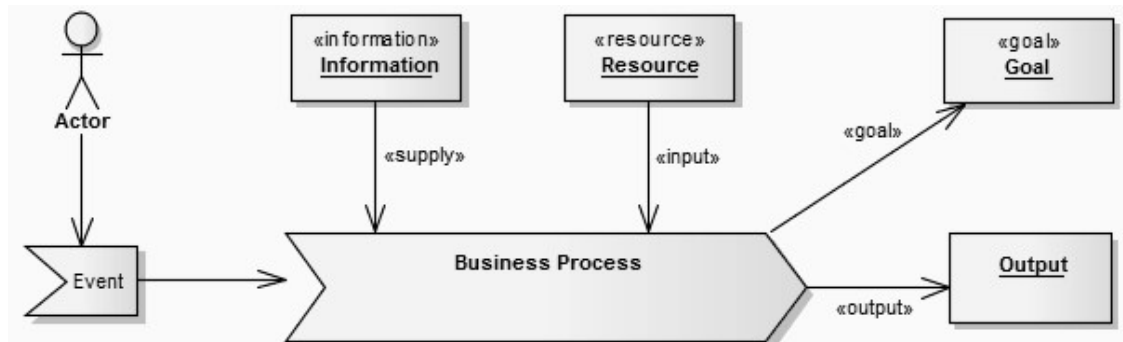 «information»
Information
«resource»
Resource
«goal»
Goal
Actor
«supply»
«input»
«goal»
Event
Business Process
Output
«output»